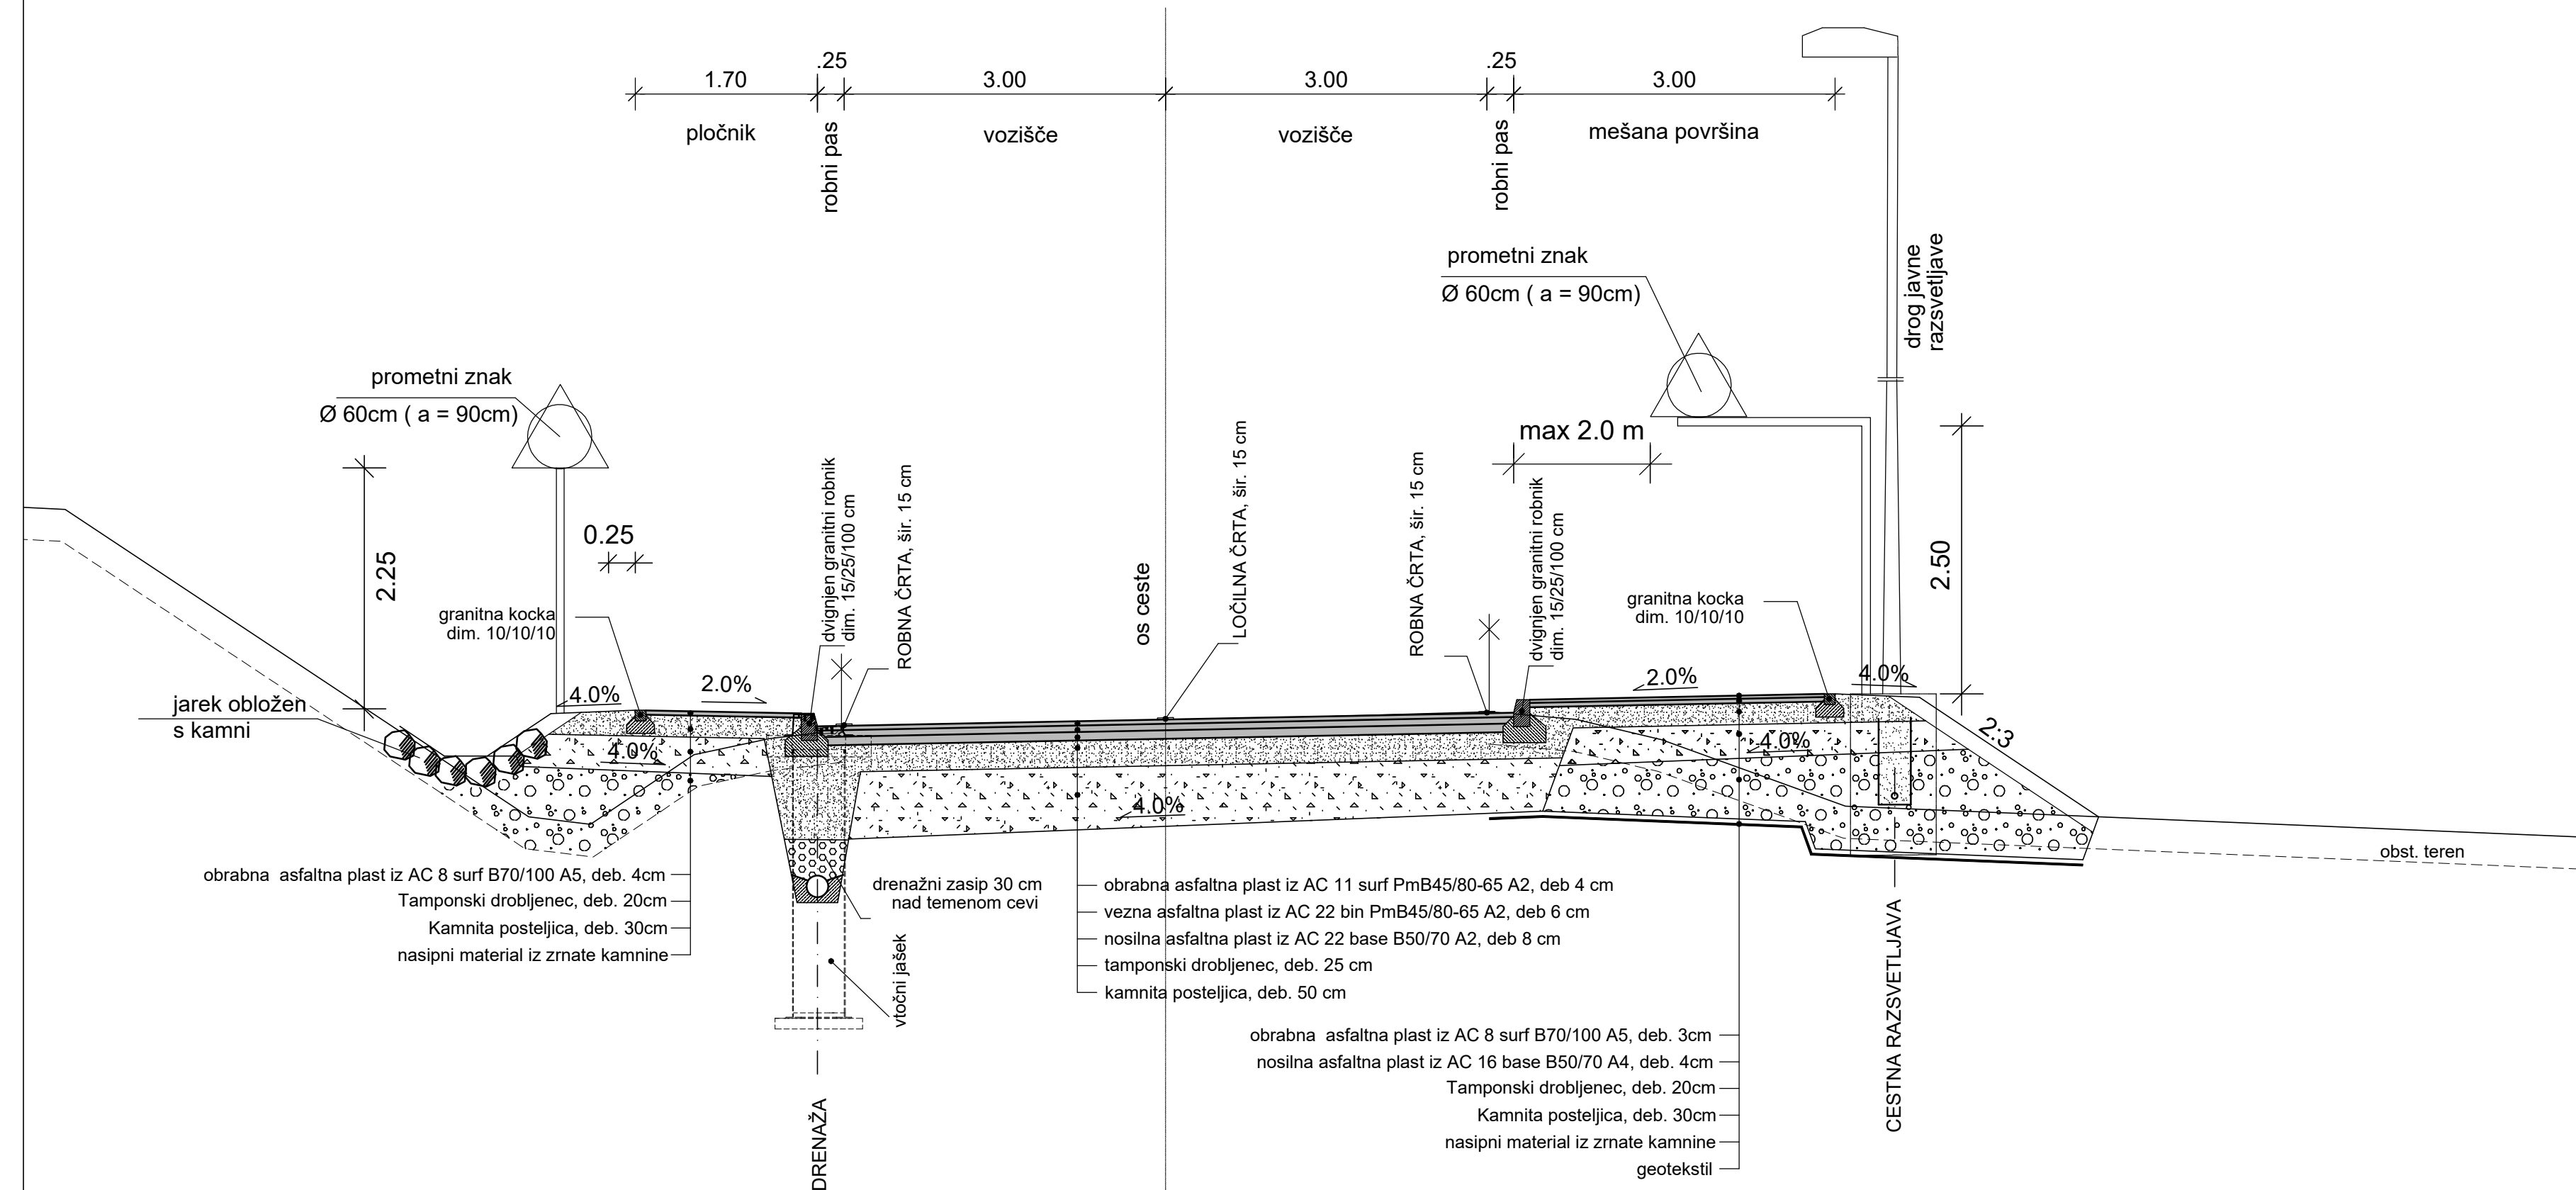 .25
.25
1.70
3.00
3.00
3.00
pločnik
robni pas
vozišče
vozišče
robni pas
mešana površina
prometni znak
Ø 60cm ( a = 90cm)
drog javne
razsvetljave
prometni znak
Ø 60cm ( a = 90cm)
max 2.0 m
0.25
2.25
2.50
granitna kocka
dim. 10/10/10
dvignjen granitni robnik
dim. 15/25/100 cm
ROBNA ČRTA, šir. 15 cm
os ceste
LOČILNA ČRTA, šir. 15 cm
ROBNA ČRTA, šir. 15 cm
dvignjen granitni robnik
dim. 15/25/100 cm
granitna kocka
dim. 10/10/10
jarek obložen
s kamni
4.0%
2.0%
2.0%
4.0%
2:3
4.0%
4.0%
4.0%
obst. teren
obrabna  asfaltna plast iz AC 8 surf B70/100 A5, deb. 4cm
Tamponski drobljenec, deb. 20cm
Kamnita posteljica, deb. 30cm
nasipni material iz zrnate kamnine
drenažni zasip 30 cm
nad temenom cevi
vtočni jašek
DRENAŽA
obrabna asfaltna plast iz AC 11 surf PmB45/80-65 A2, deb 4 cm
vezna asfaltna plast iz AC 22 bin PmB45/80-65 A2, deb 6 cm
nosilna asfaltna plast iz AC 22 base B50/70 A2, deb 8 cm
tamponski drobljenec, deb. 25 cm
kamnita posteljica, deb. 50 cm
obrabna  asfaltna plast iz AC 8 surf B70/100 A5, deb. 3cm
nosilna asfaltna plast iz AC 16 base B50/70 A4, deb. 4cm
Tamponski drobljenec, deb. 20cm
Kamnita posteljica, deb. 30cm
nasipni material iz zrnate kamnine
geotekstil
CESTNA RAZSVETLJAVA